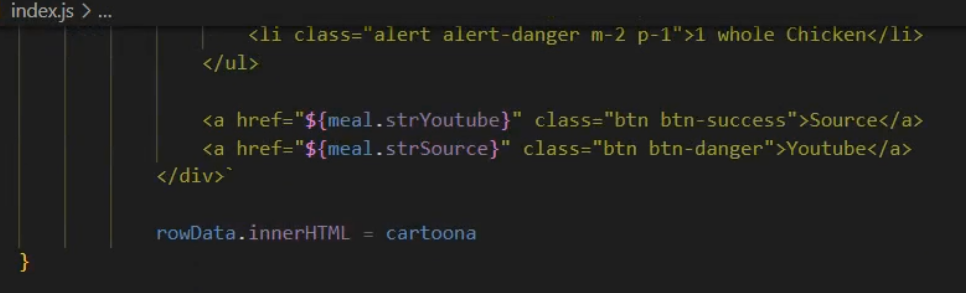 index.js > ...
<li class="alert alert-danger m-2 p-1">1 whole Chicken</li>
</ul>
<a href="${meal.strYoutube}" class="btn btn-success">Source</a>
<a href="${meal.strSource}" class="btn btn-danger">Youtube</a>
</div>`
rowData.innerHTML = cartoona
}